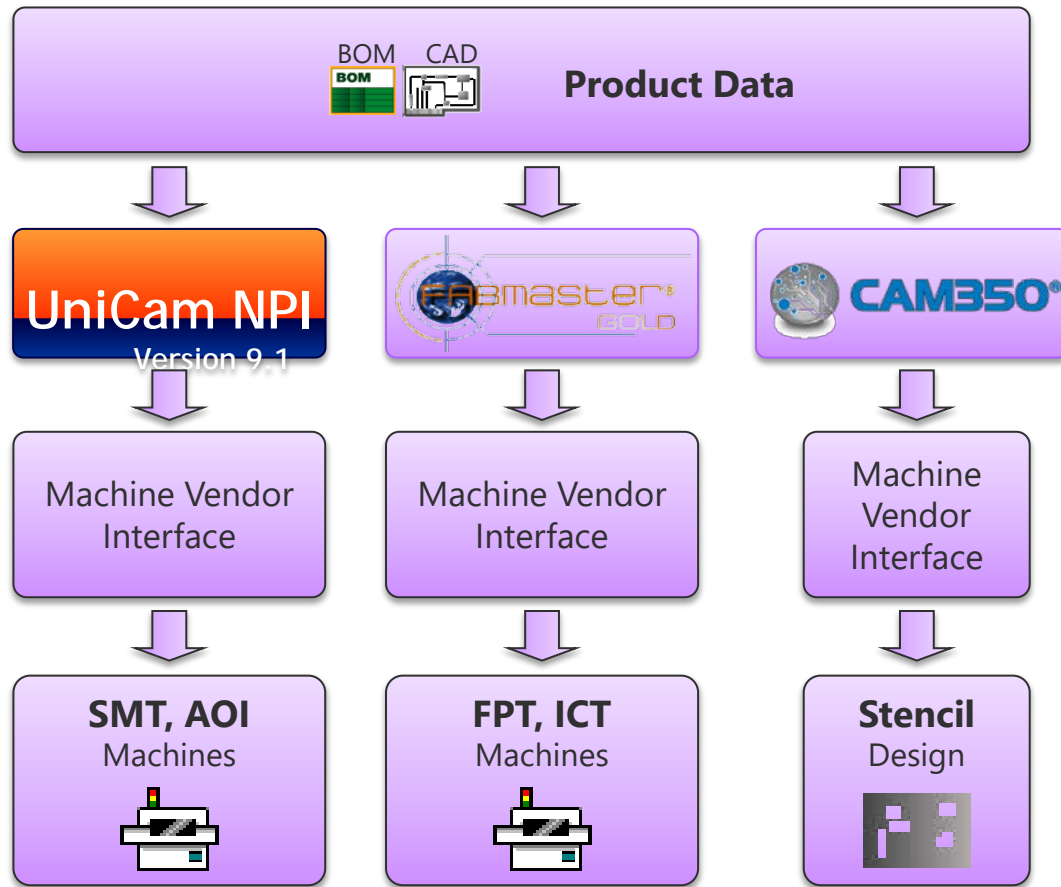 BOM CAD
BOM
Product Data
UniCam NPI
Version 9.1
FABmaster®
GOLD
CAM350®
Machine Vendor
Interface
Machine Vendor
Interface
Machine
Vendor
Interface
SMT, AOI
Machines
FPT, ICT
Machines
Stencil
Design